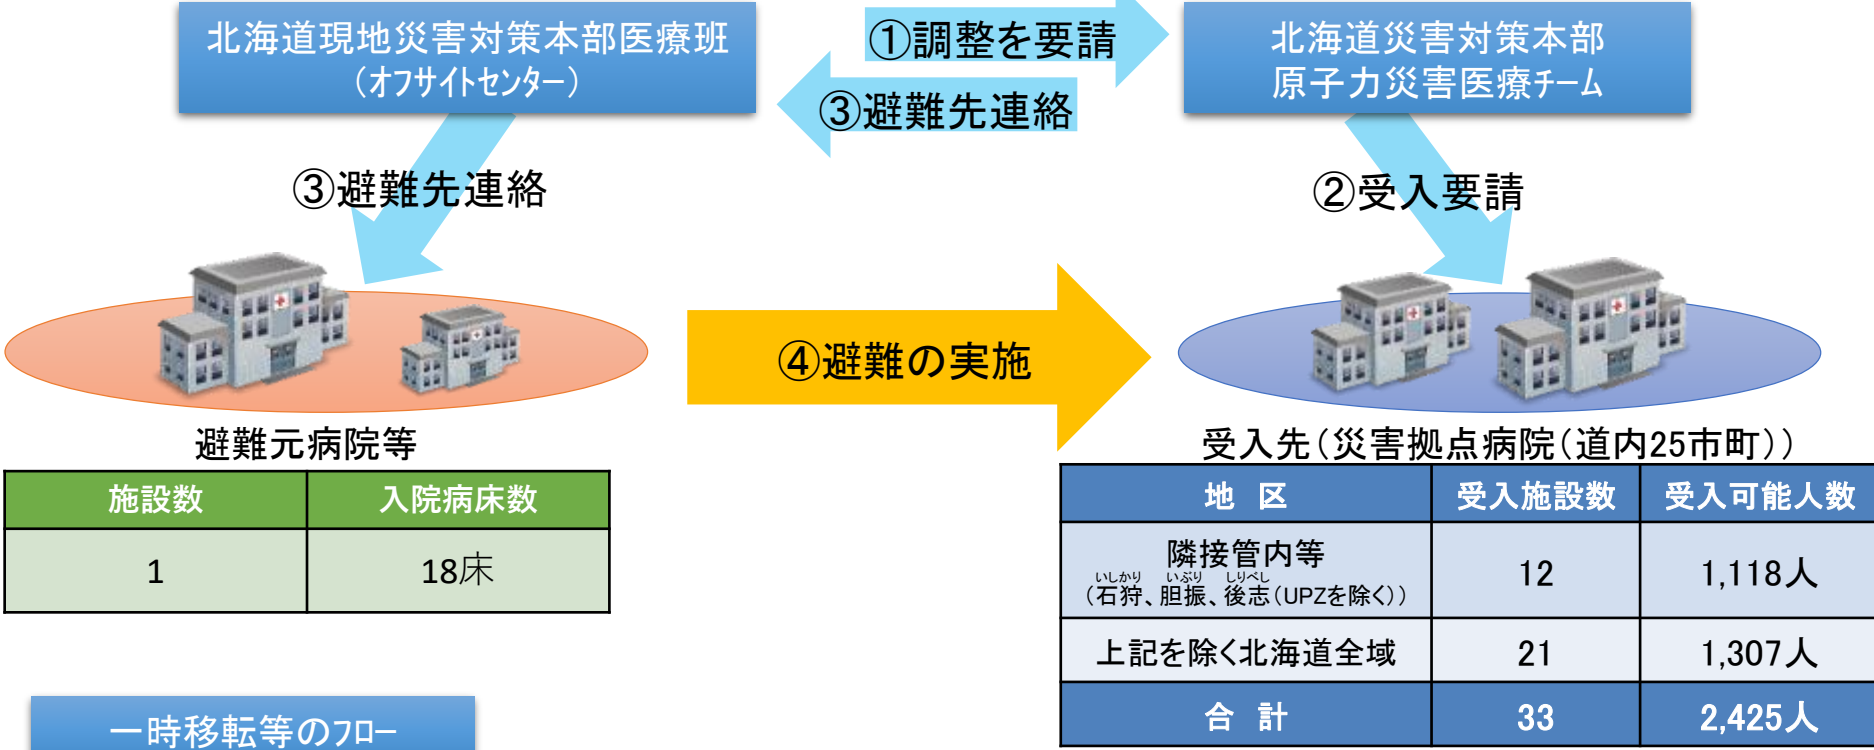 北海道現地災害対策本部医療班
（オフサイトセンター）
①調整を要請
③避難先連絡
北海道災害対策本部
原子力災害医療チーム
③避難先連絡
②受入要請
④避難の実施
避難元病院等
施設数 入院病床数
1 18床
受入先（災害拠点病院（道内25市町））
地 区 受入施設数 受入可能人数
隣接管内等
いしかり いぶり しりべし
（石狩、胆振、後志（UPZを除く））
12 1,118人
上記を除く北海道全域 21 1,307人
合 計 33 2,425人
一時移転等のフロー